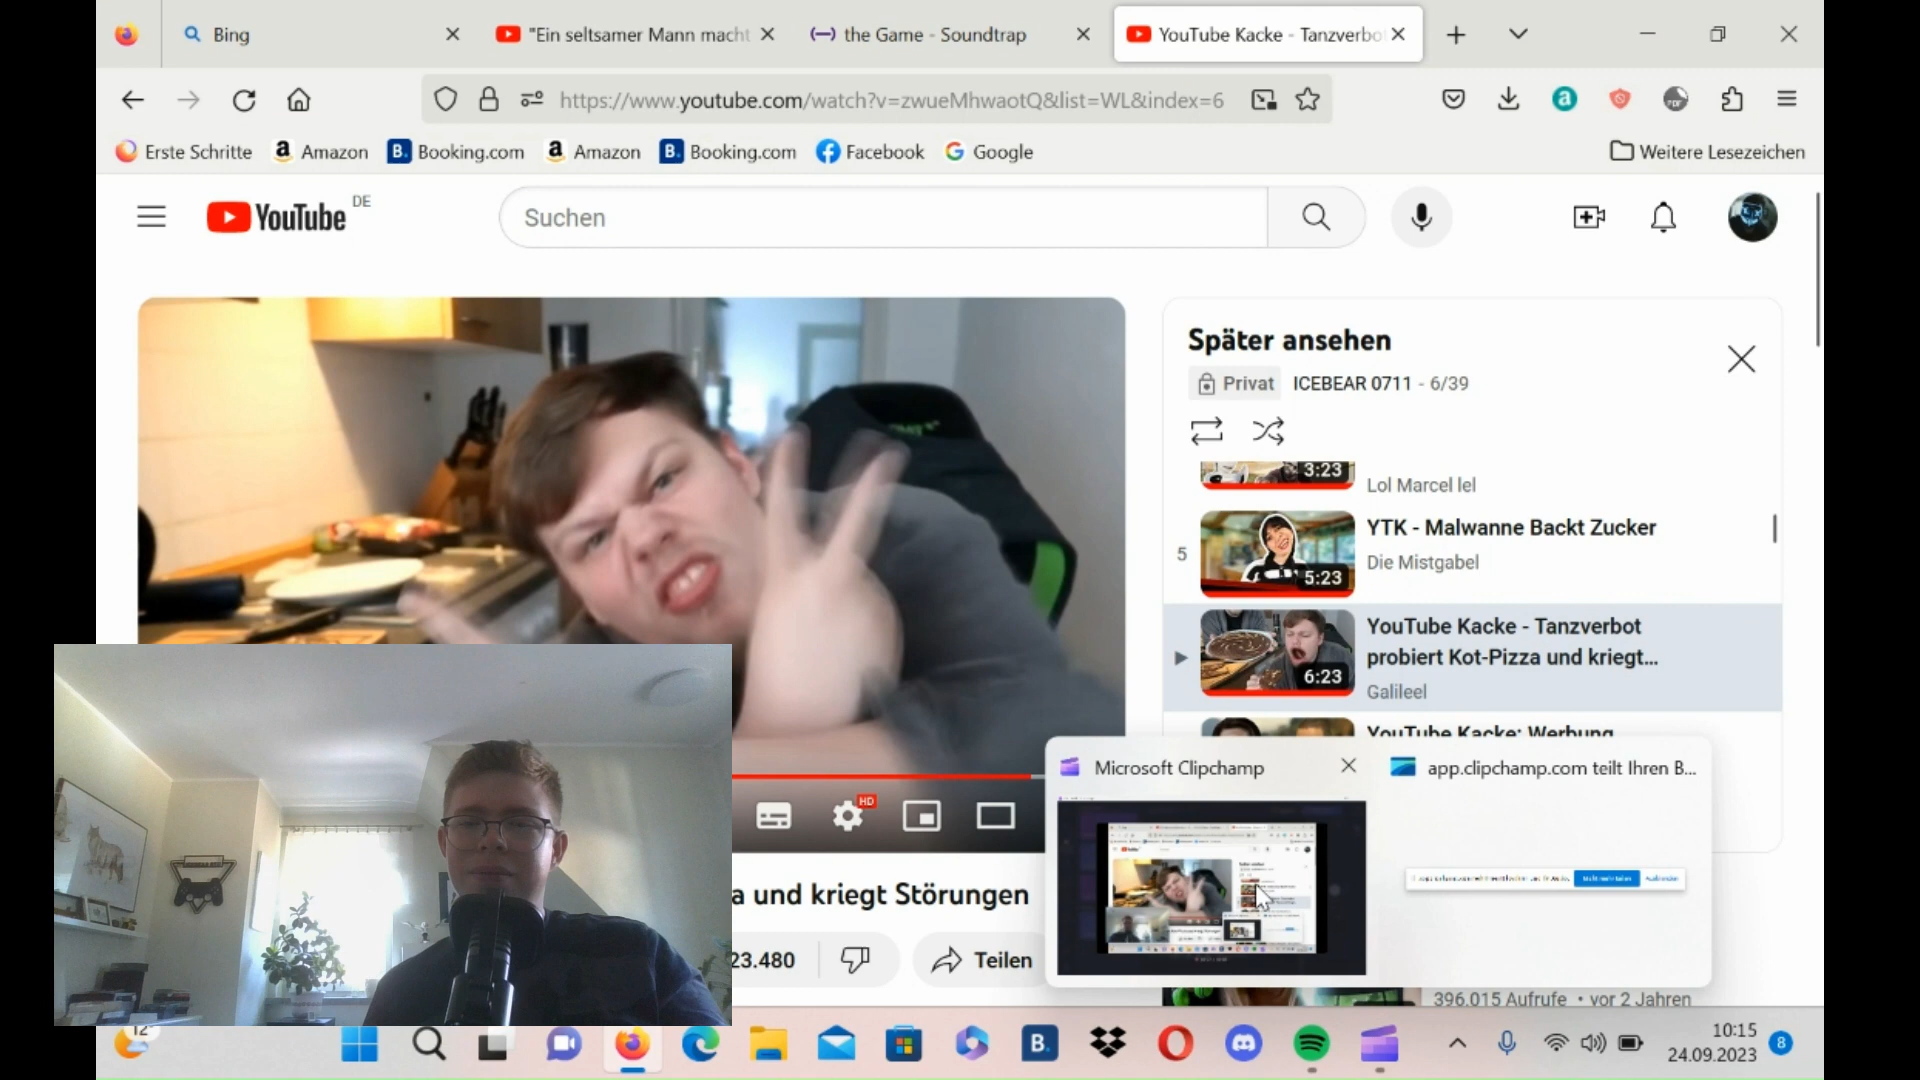 Bing
"Ein seltsamer Mann macht
the Game - Soundtrap
YouTube Kacke - Tanzverbo
https://www.youtube.com/watch?v=zwueMhwaotQ&list=WL&index=6
Erste Schritte
Amazon
Booking.com
Amazon
Booking.com
Facebook
Google
Weitere Lesezeichen
YouTube DE
Suchen
Später ansehen
Privat ICEBEAR 0711 - 6/39
3:23
Lol Marcel lel
5
5:23
YTK - Malwanne Backt Zucker
Die Mistgabel
6:23
YouTube Kacke - Tanzverbot
probiert Kot-Pizza und kriegt...
Galileel
YouTube Kacke: Werbung
HD
Microsoft Clipchamp
app.clipchamp.com teilt Ihren B...
a und kriegt Störungen
23.480
Teilen
396.015 Aufrufe • vor 2 Jahren
12°
10:15
24.09.2023
8